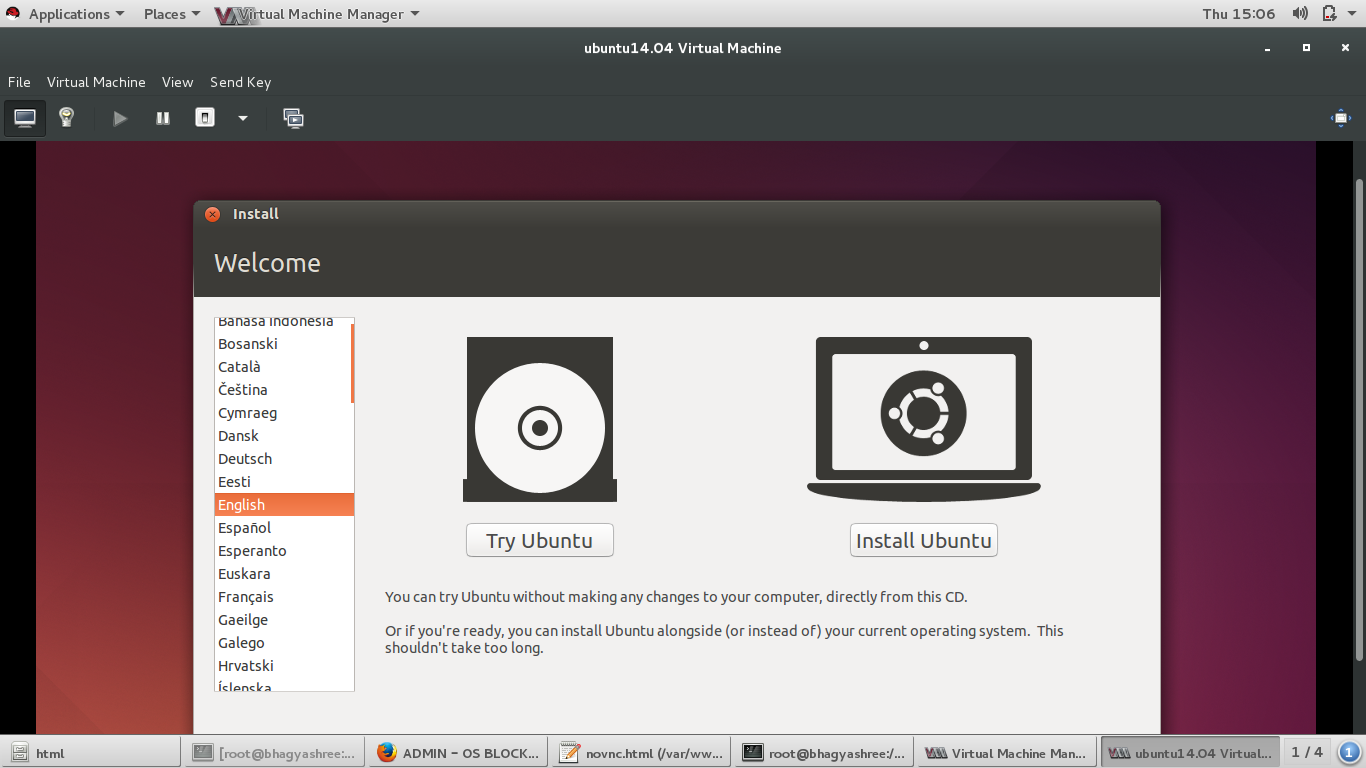 Applications Places Virtual Machine Manager Thu 15:06
ubuntu14.04 Virtual Machine
File Virtual Machine View Send Key
Install
Welcome
Bahasa Indonesia
Bosanski
Català
Čeština
Cymraeg
Dansk
Deutsch
Eesti
English
Español
Esperanto
Euskara
Français
Gaeilge
Galego
Hrvatski
Íslenska
Try Ubuntu
Install Ubuntu
You can try Ubuntu without making any changes to your computer, directly from this CD.
Or if you're ready, you can install Ubuntu alongside (or instead of) your current operating system. This
shouldn't take too long.
html [root@bhagyashree:... ADMIN - OS BLOCK... novnc.html (/var/ww... root@bhagyashree:/... Virtual Machine Man... ubuntu14.04 Virtual... 1 / 4 1